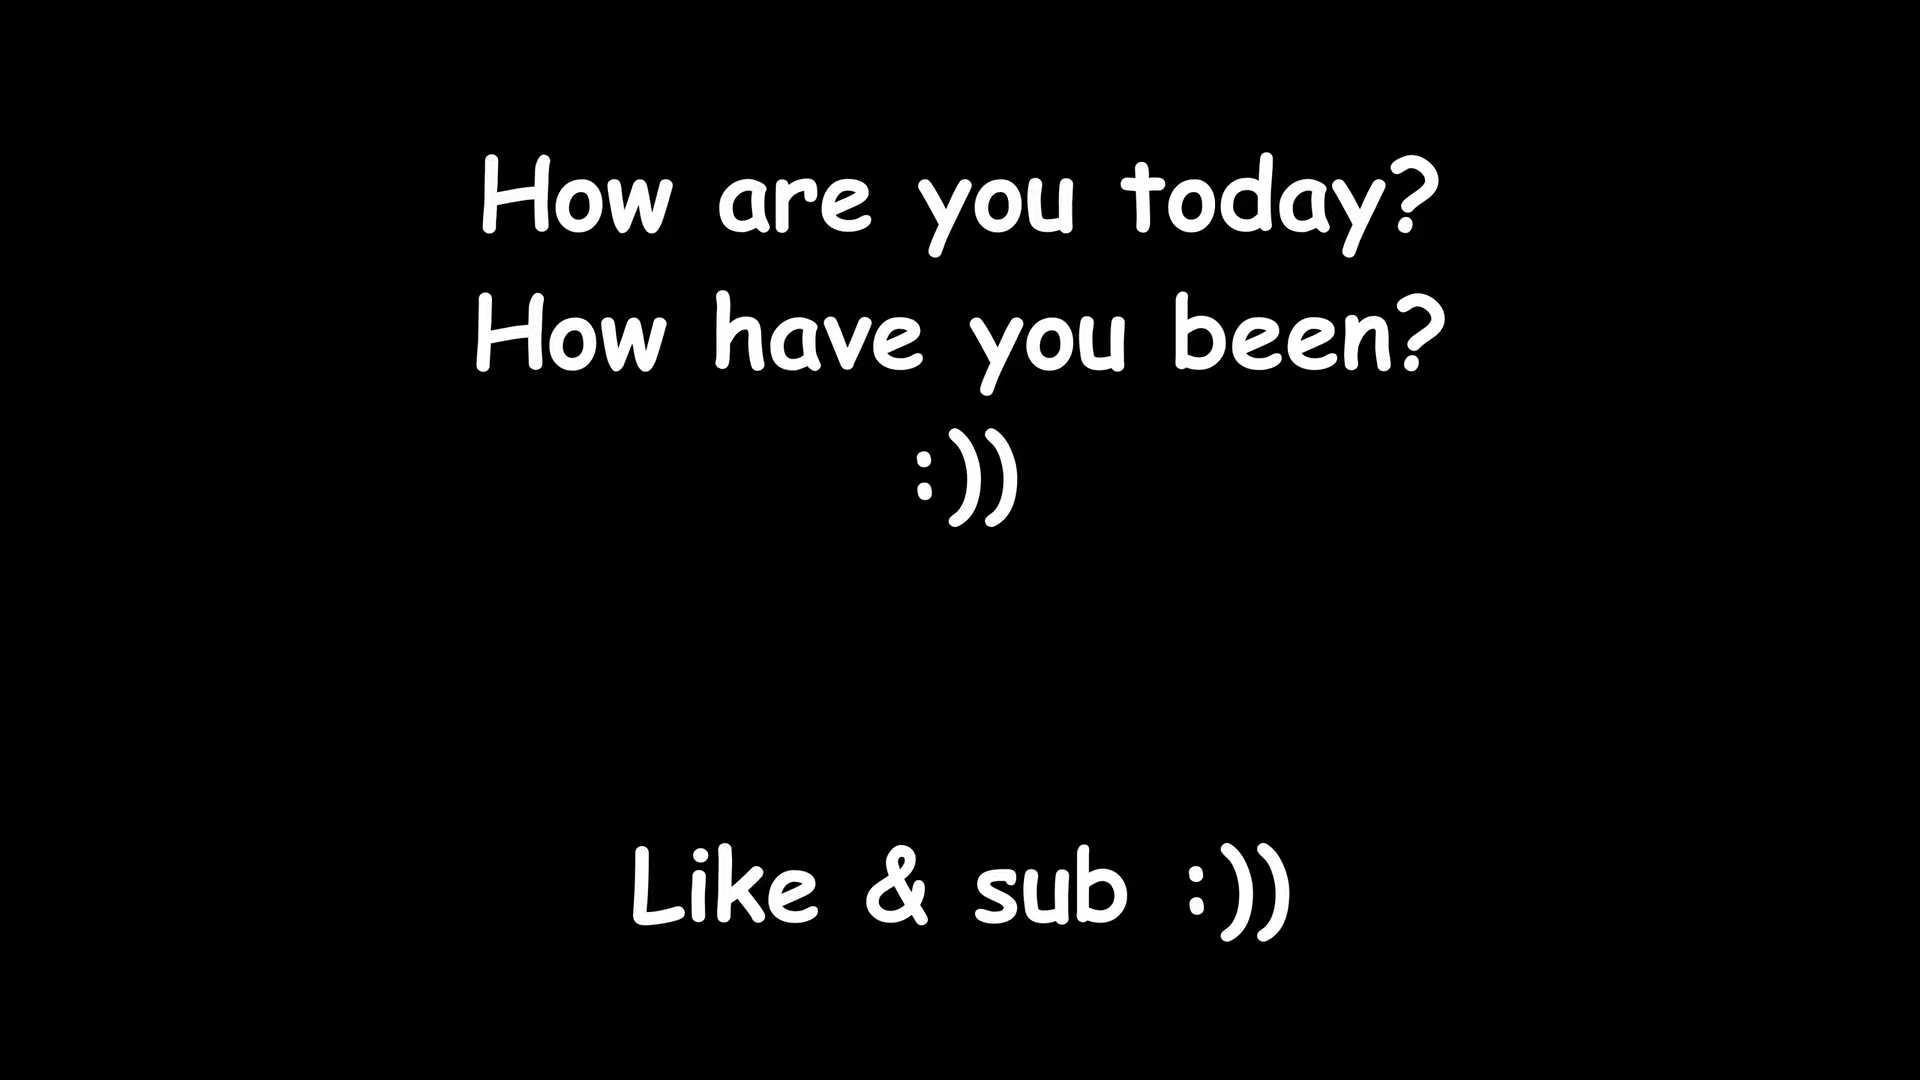 How are you today?
How have you been?
:))
Like & sub :))